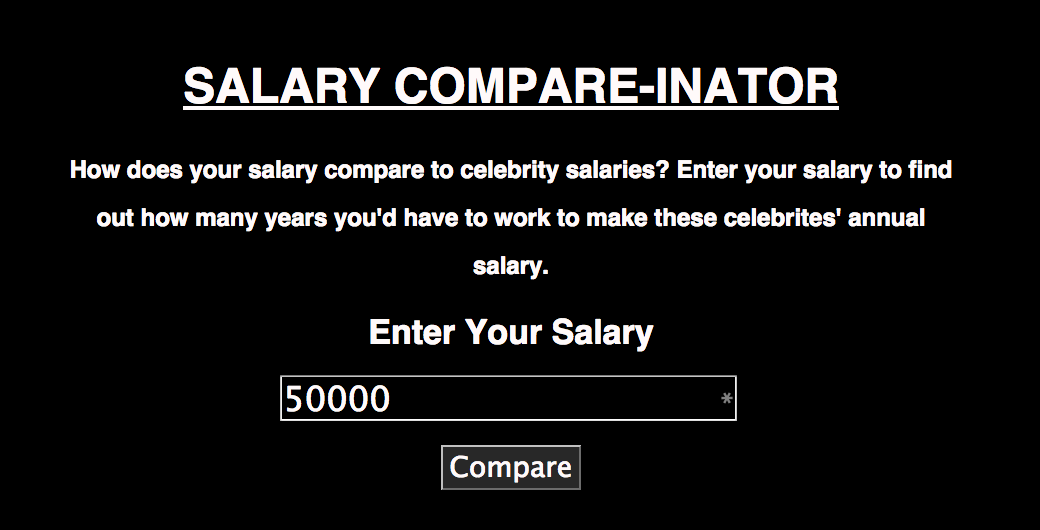 SALARY COMPARE-INATOR
How does your salary compare to celebrity salaries? Enter your salary to find
out how many years you'd have to work to make these celebrites' annual
salary.
Enter Your Salary
50000 *
Compare